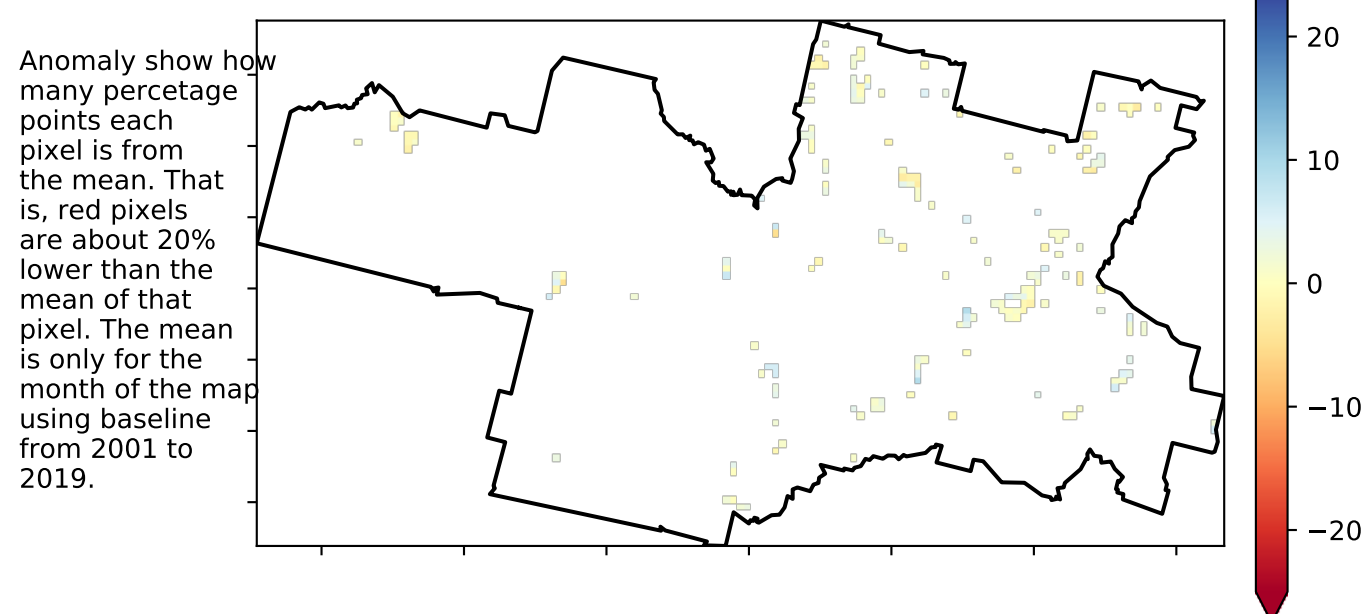 Anomaly show how
many percetage
points each
pixel is from
the mean. That
is, red pixels
are about 20%
lower than the
mean of that
pixel. The mean
is only for the
month of the map
using baseline
from 2001 to
2019.
20
10
0
−10
−20